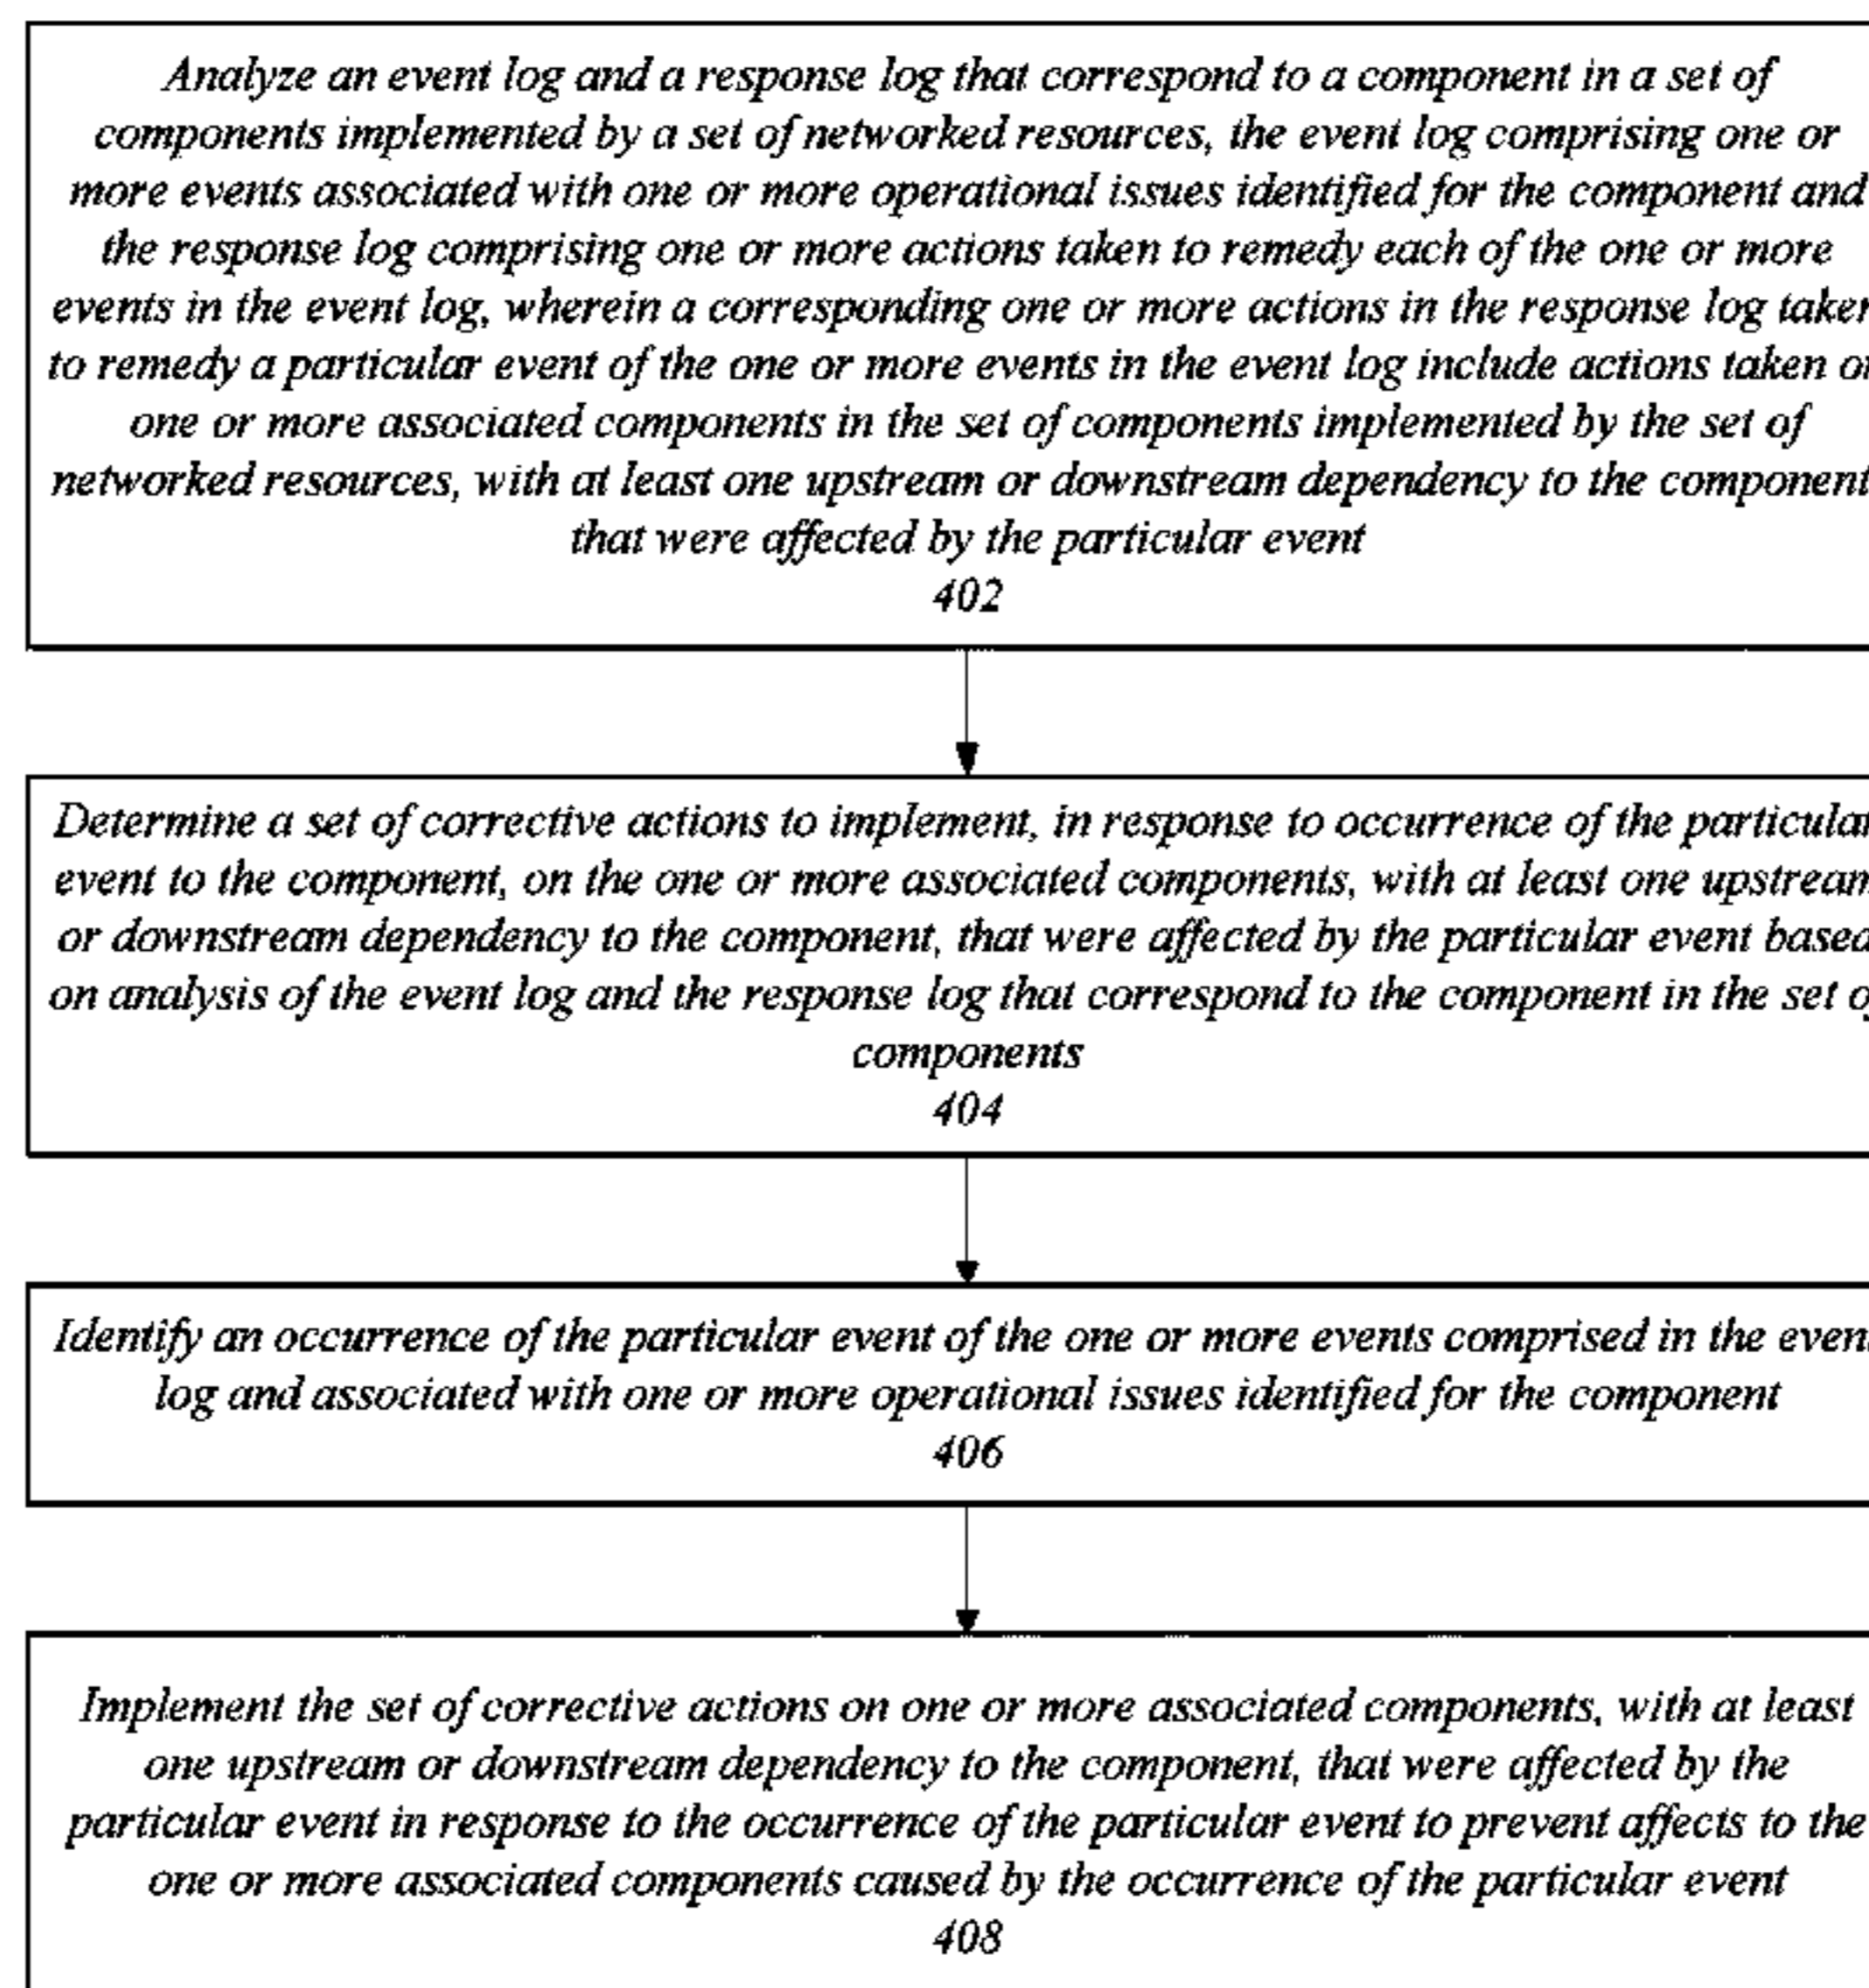 Analyze an event log and a response log that correspond to a component in a set of
components implemented by a set of networked resources, the event log comprising one or
more events associated with one or more operational issues identified for the component and
the response log comprising one or more actions taken to remedy each of the one or more
events in the event log, wherein a corresponding one or more actions in the response log taken
to remedy a particular event of the one or more events in the event log include actions taken on
one or more associated components in the set of components implemented by the set of
networked resources, with at least one upstream or downstream dependency to the component
that were affected by the particular event
402
Determine a set of corrective actions to implement, in response to occurrence of the particular
event to the component, on the one or more associated components, with at least one upstream
or downstream dependency to the component, that were affected by the particular event based
on analysis of the event log and the response log that correspond to the component in the set of
components
404
Identify an occurrence of the particular event of the one or more events comprised in the event
log and associated with one or more operational issues identified for the component
406
Implement the set of corrective actions on one or more associated components, with at least
one upstream or downstream dependency to the component, that were affected by the
particular event in response to the occurrence of the particular event to prevent affects to the
one or more associated components caused by the occurrence of the particular event
408